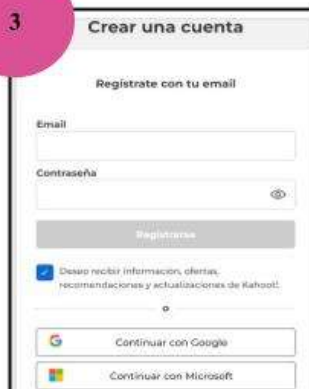 3
Crear una cuenta
Regístrate con tu email
Email
Contraseña
Registrarse
Deseo recibir información, ofertas,
recomendaciones y actualizaciones de Kahoot!.
o
Continuar con Google
Continuar con Microsoft